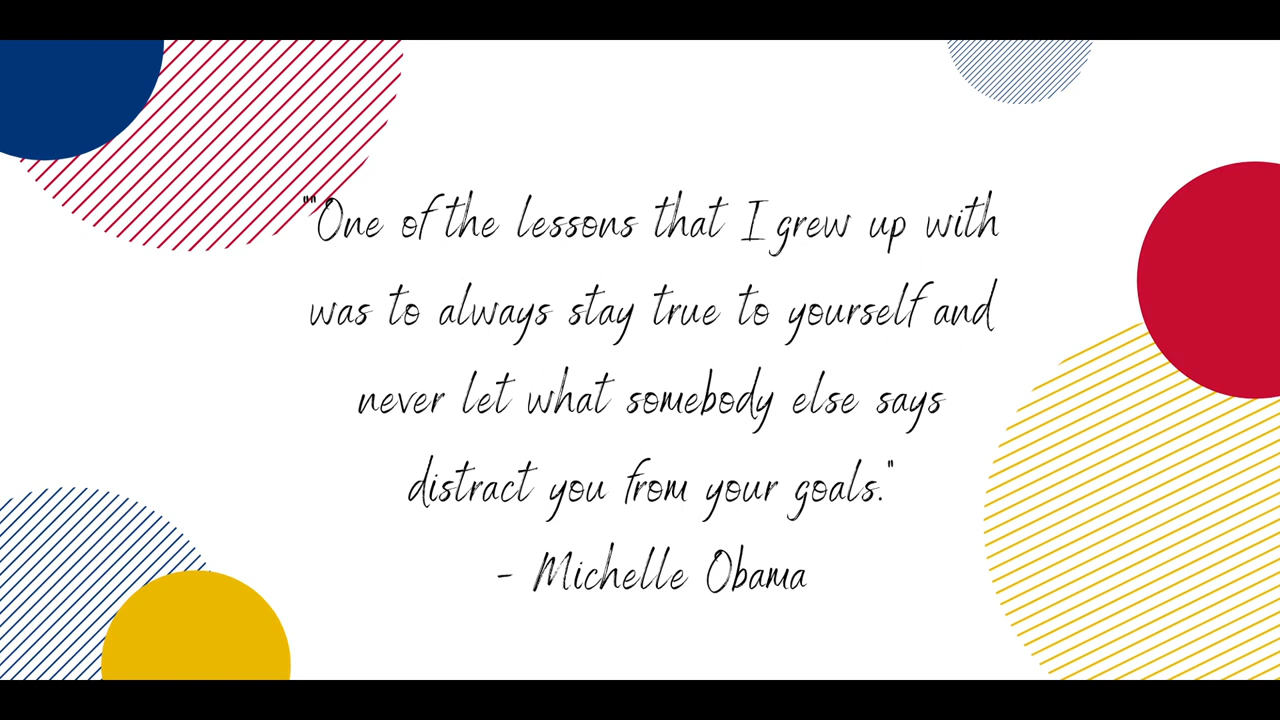 ""One of the lessons that I grew up with
was to always stay true to yourself and
never let what somebody else says
distract you from your goals."
- Michelle Obama